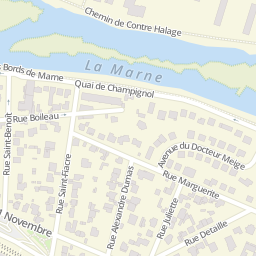 Chemin de Contre Halage
La Marne
s Bords de Marne
Quai de Champignol
Rue Boileau
Rue Saint-Benoît
Rue Saint-Fiacre
Avenue du Docteur Meige
Rue Marguerite
Rue Alexandre Dumas
Rue Juliette
Rue Detaille
1 Novembre